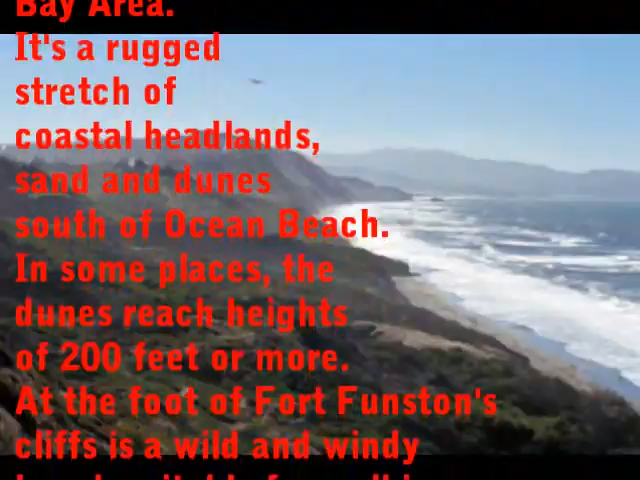 Bay Area.
It's a rugged
stretch of
coastal headlands,
sand and dunes
south of Ocean Beach.
In some places, the
dunes reach heights
of 200 feet or more.
At the foot of Fort Funston's
cliffs is a wild and windy